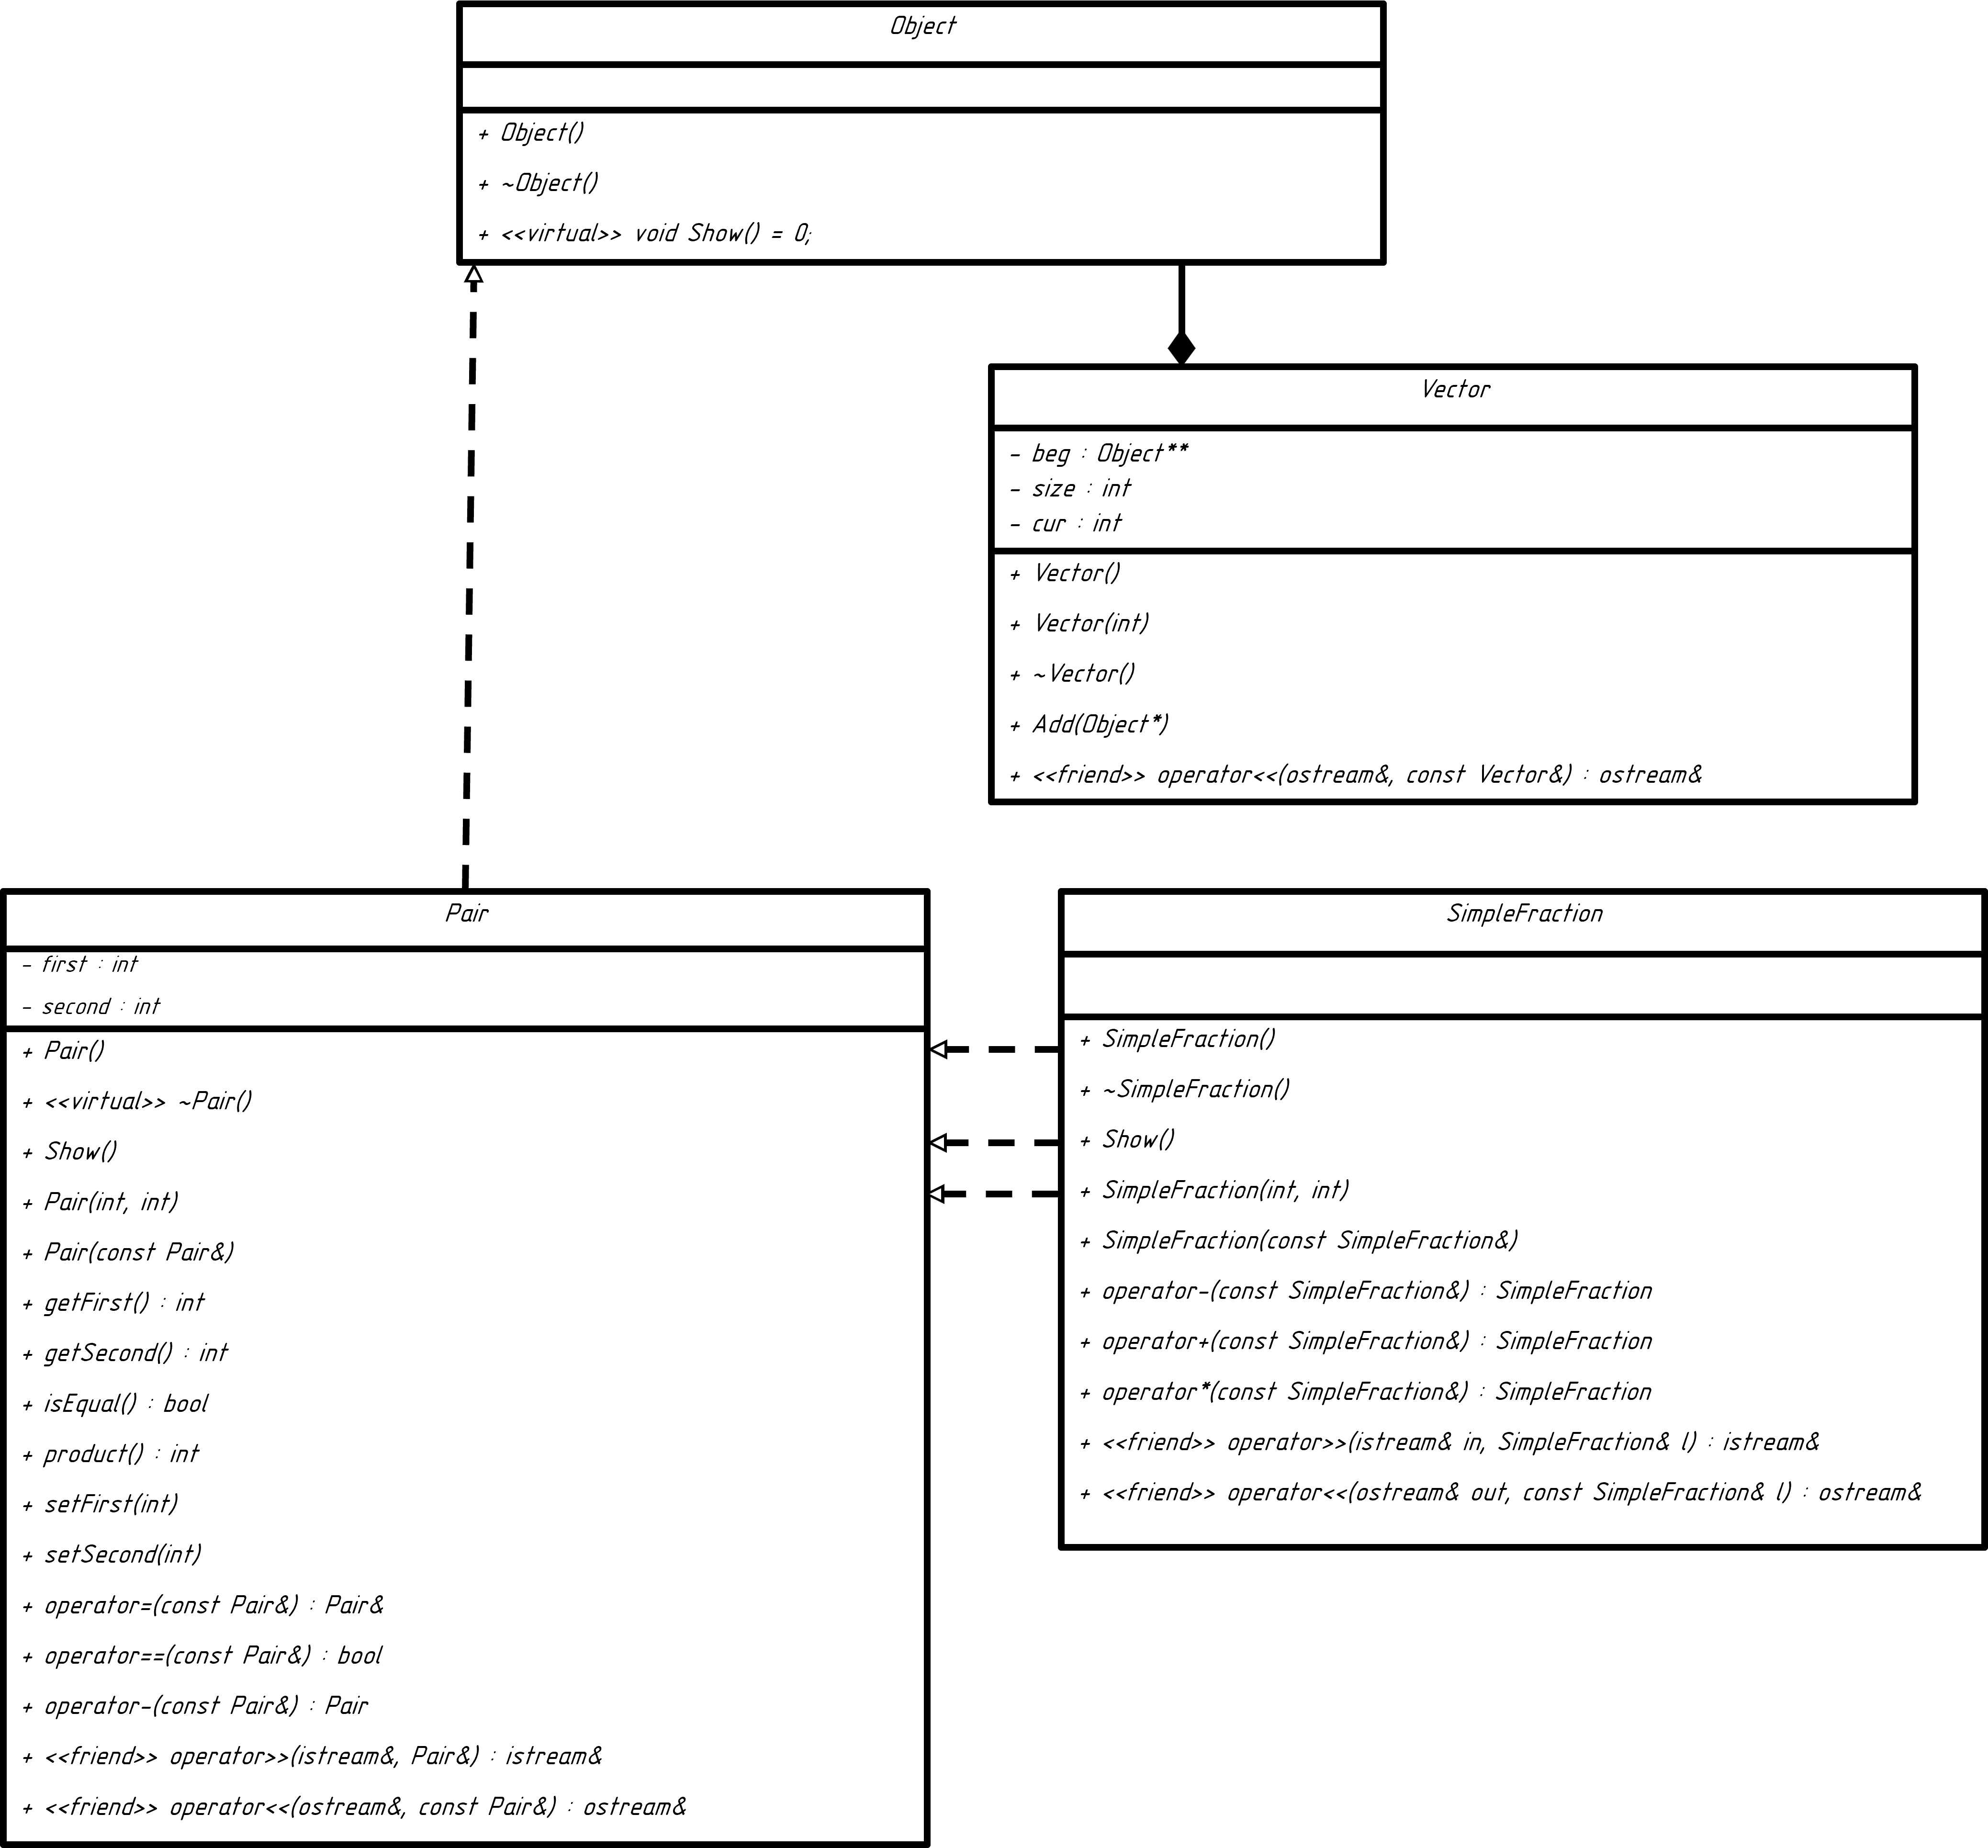 Object
+ Object()
+ ~Object()
+ <<virtual>> void Show() = 0;
Vector
- beg : Object**
- size : int
- cur : int
+ Vector()
+ Vector(int)
+ ~Vector()
+ Add(Object*)
+ <<friend>> operator<<(ostream&, const Vector&) : ostream&
Pair
- first : int
- second : int
+ Pair()
+ <<virtual>> ~Pair()
+ Show()
+ Pair(int, int)
+ Pair(const Pair&)
+ getFirst() : int
+ getSecond() : int
+ isEqual() : bool
+ product() : int
+ setFirst(int)
+ setSecond(int)
+ operator=(const Pair&) : Pair&
+ operator==(const Pair&) : bool
+ operator-(const Pair&) : Pair
+ <<friend>> operator>>(istream&, Pair&) : istream&
+ <<friend>> operator<<(ostream&, const Pair&) : ostream&
SimpleFraction
+ SimpleFraction()
+ ~SimpleFraction()
+ Show()
+ SimpleFraction(int, int)
+ SimpleFraction(const SimpleFraction&)
+ operator-(const SimpleFraction&) : SimpleFraction
+ operator+(const SimpleFraction&) : SimpleFraction
+ operator*(const SimpleFraction&) : SimpleFraction
+ <<friend>> operator>>(istream& in, SimpleFraction& l) : istream&
+ <<friend>> operator<<(ostream& out, const SimpleFraction& l) : ostream&